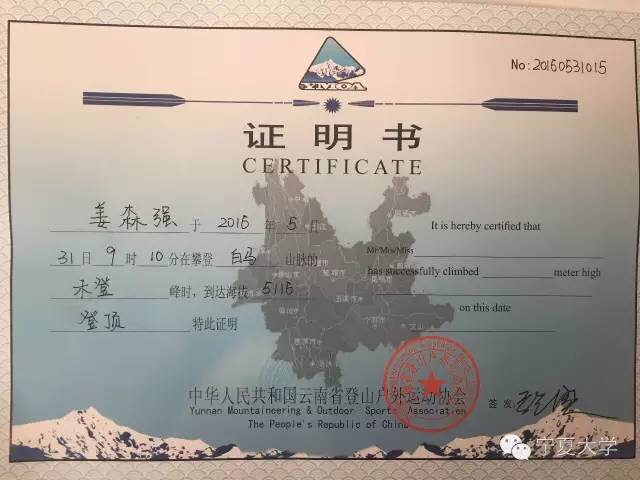 No: 20160531015
证明书
CERTIFICATE
姜森强 于 2016 年 5 月
31 日 9 时 10 分在攀登 白马 山脉的
木登 峰时，到达海拔 5115
登顶 特此证明
It is hereby certified that
Mr/Mrs/Miss
has successfully climbed meter high
on this date
中华人民共和国云南省登山户外运动协会
Yunnan Mountaineering & Outdoor Sports Association
The People's Republic of China
签发:
宁夏大学